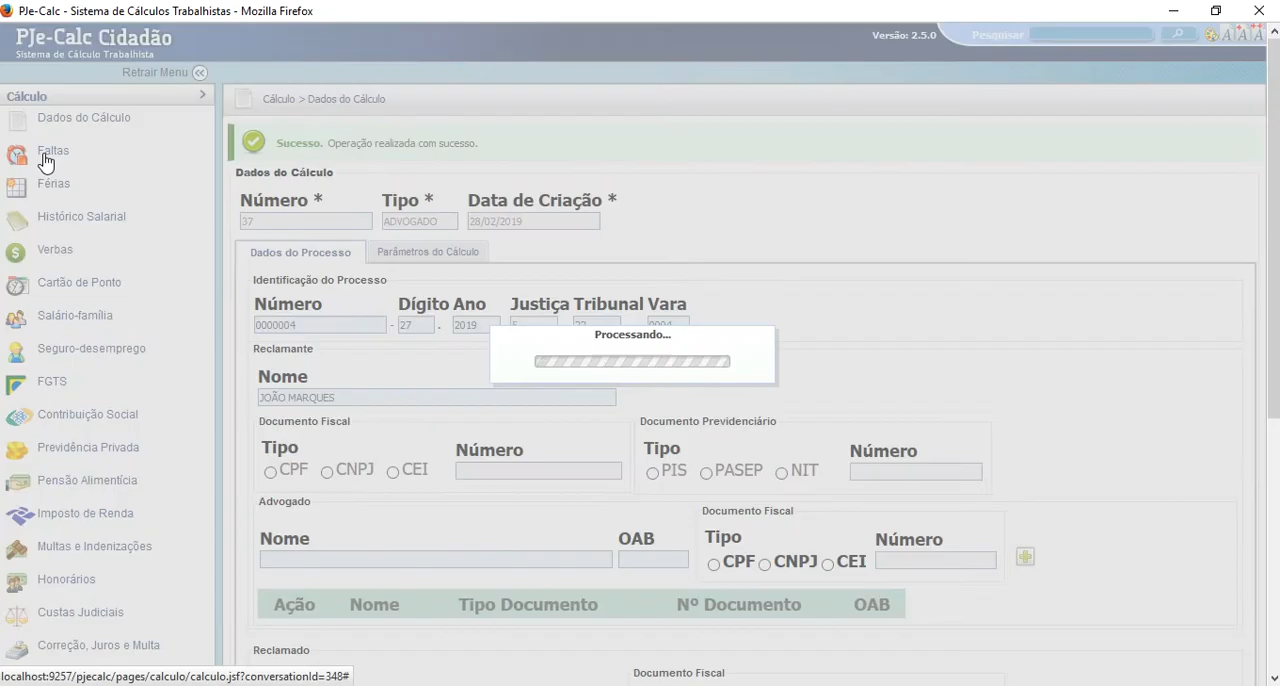 PJe-Calc - Sistema de Cálculos Trabalhistas - Mozilla Firefox
PJe-Calc Cidadão
Sistema de Cálculo Trabalhista
Versão: 2.5.0
Pesquisar
A A A
Retrair Menu
Cálculo
Dados do Cálculo
Faltas
Férias
Histórico Salarial
Verbas
Cartão de Ponto
Salário-família
Seguro-desemprego
FGTS
Contribuição Social
Previdência Privada
Pensão Alimentícia
Imposto de Renda
Multas e Indenizações
Honorários
Custas Judiciais
Correção, Juros e Multa
Cálculo > Dados do Cálculo
Sucesso. Operação realizada com sucesso.
Dados do Cálculo
Número * Tipo * Data de Criação *
37 ADVOGADO 28/02/2019
Dados do Processo Parâmetros do Cálculo
Identificação do Processo
Número Dígito Ano Justiça Tribunal Vara
0000004 - 27 . 2019
Processando...
Reclamante
Nome
JOÃO MARQUES
Documento Fiscal
Tipo Número
CPF CNPJ CEI
Documento Previdenciário
Tipo Número
PIS PASEP NIT
Advogado
Nome OAB
Documento Fiscal
Tipo Número
CPF CNPJ CEI
Ação Nome Tipo Documento Nº Documento OAB
Reclamado
Documento Fiscal
localhost:9257/pjecalc/pages/calculo/calculo.jsf?conversationId=348#